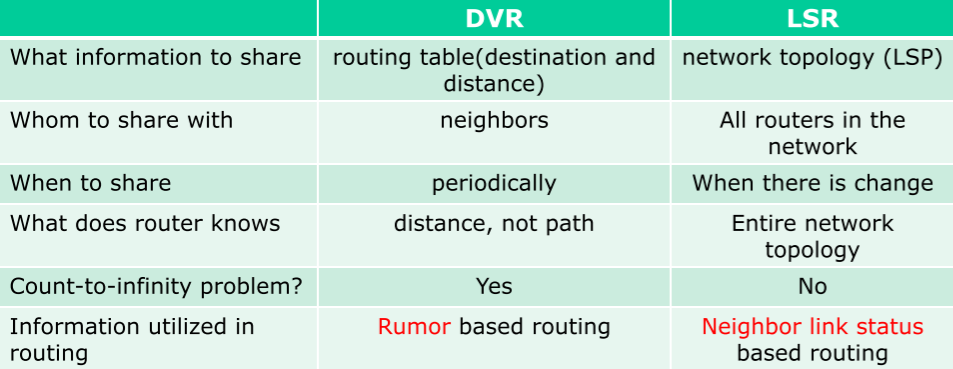 DVR LSR
What information to share routing table(destination and network topology (LSP)
distance)
Whom to share with neighbors All routers in the
network
When to share periodically When there is change
What does router knows distance, not path Entire network
topology
Count-to-infinity problem? Yes No
Information utilized in Rumor based routing Neighbor link status
routing based routing